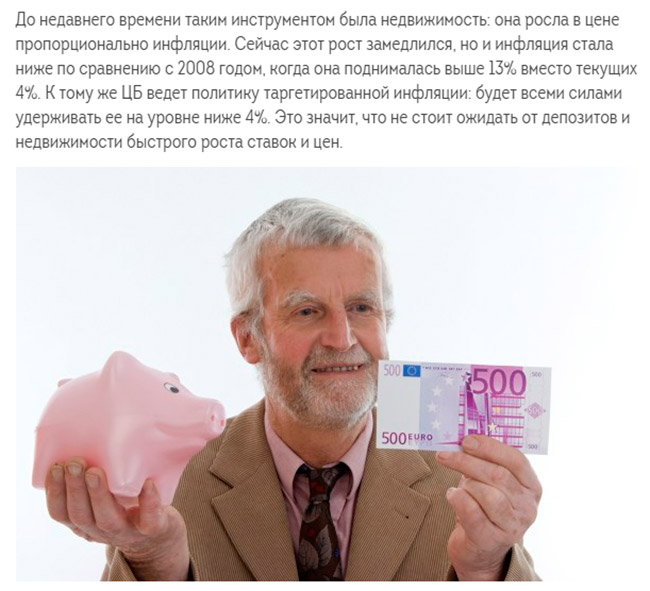 До недавнего времени таким инструментом была недвижимость: она росла в цене
пропорционально инфляции. Сейчас этот рост замедлился, но и инфляция стала
ниже по сравнению с 2008 годом, когда она поднималась выше 13% вместо текущих
4%. К тому же ЦБ ведет политику таргетированной инфляции: будет всеми силами
удерживать ее на уровне ниже 4%. Это значит, что не стоит ожидать от депозитов и
недвижимости быстрого роста ставок и цен.
500
500
500
500 EURO
500